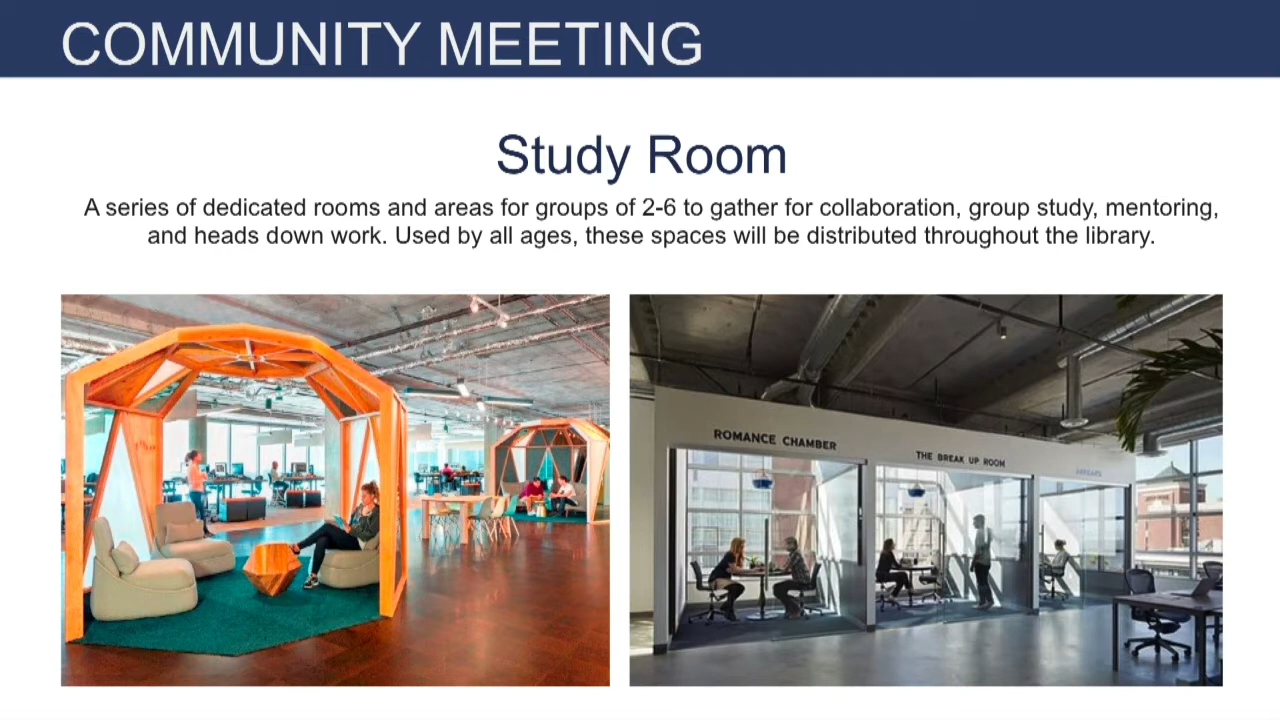 COMMUNITY MEETING
Study Room
A series of dedicated rooms and areas for groups of 2-6 to gather for collaboration, group study, mentoring,
and heads down work. Used by all ages, these spaces will be distributed throughout the library.
ROMANCE CHAMBER
THE BREAK UP ROOM